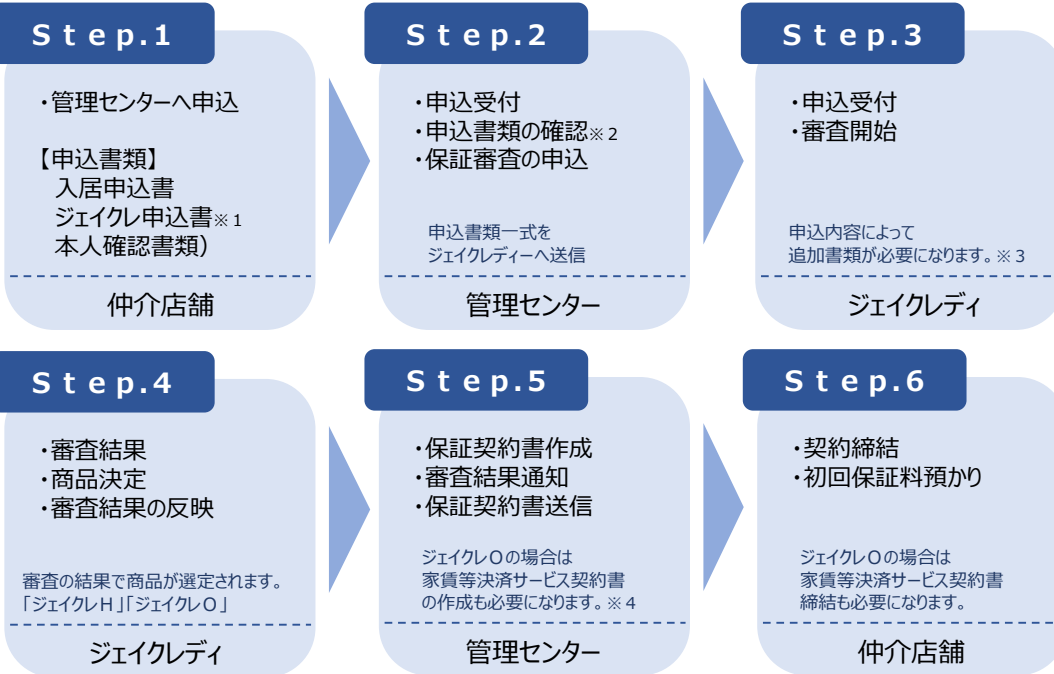 Step.1
・管理センターへ申込
【申込書類】
入居申込書
ジェイクレ申込書※1
本人確認書類）
仲介店舗
Step.2
・申込受付
・申込書類の確認※2
・保証審査の申込
申込書類一式を
ジェイクレディーへ送信
管理センター
Step.3
・申込受付
・審査開始
申込内容によって
追加書類が必要になります。※3
ジェイクレディ
Step.4
・審査結果
・商品決定
・審査結果の反映
審査の結果で商品が選定されます。
「ジェイクレH」「ジェイクレO」
ジェイクレディ
Step.5
・保証契約書作成
・審査結果通知
・保証契約書送信
ジェイクレOの場合は
家賃等決済サービス契約書
の作成も必要になります。※4
管理センター
Step.6
・契約締結
・初回保証料預かり
ジェイクレOの場合は
家賃等決済サービス契約書
締結も必要になります。
仲介店舗